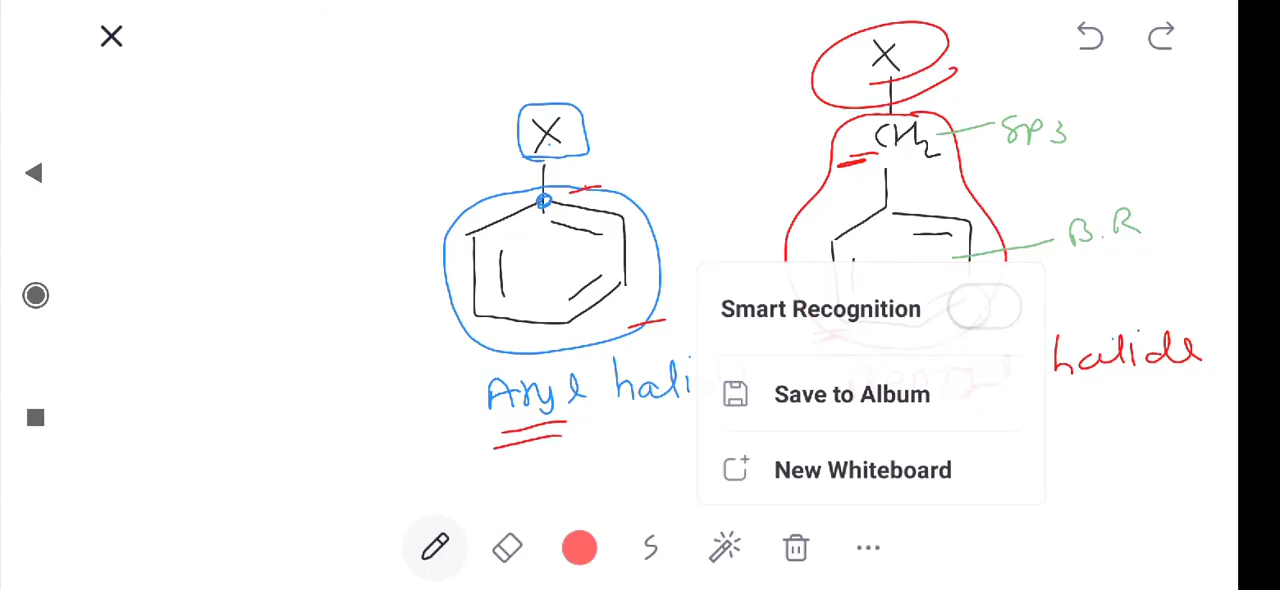 X
X
CH2
SP3
B.R
Smart Recognition
halide
Aryl hali
Save to Album
New Whiteboard